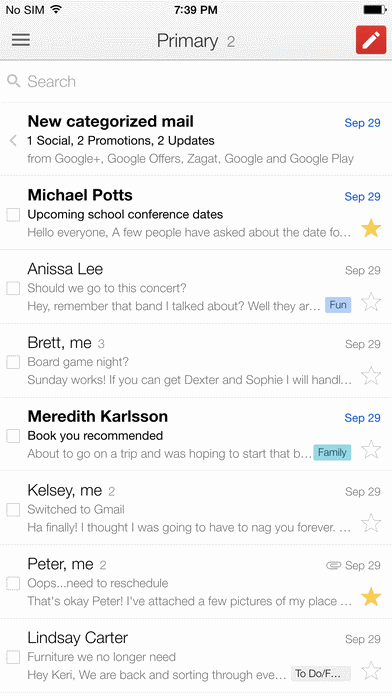 No SIM 7:39 PM
Primary 2
Search
New categorized mail Sep 29
1 Social, 2 Promotions, 2 Updates
from Google+, Google Offers, Zagat, Google and Google Play
Michael Potts Sep 29
Upcoming school conference dates
Hello everyone, A few people have asked about the date fo...
Anissa Lee Sep 29
Should we go to this concert?
Hey, remember that band I talked about? Well they ar... Fun
Brett, me 3 Sep 29
Board game night?
Sunday works! If you can get Dexter and Sophie I will handl...
Meredith Karlsson Sep 29
Book you recommended
About to go on a trip and was hoping to start that b... Family
Kelsey, me 2 Sep 29
Switched to Gmail
Ha finally! I thought I was going to have to nag you forever. ...
Peter, me 2 Sep 29
Oops...need to reschedule
That's okay Peter! I've attached a few pictures of my place ...
Lindsay Carter Sep 29
Furniture we no longer need
Hey Keri, We are back and sorting through eve... To Do/F...